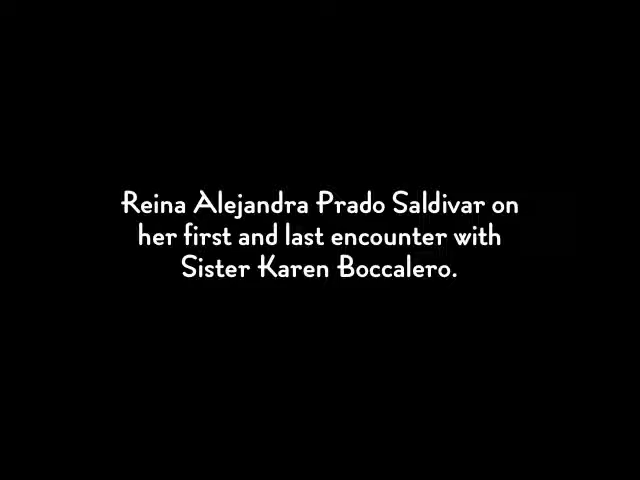 Reina Alejandra Prado Saldivar on
her first and last encounter with
Sister Karen Boccalero.